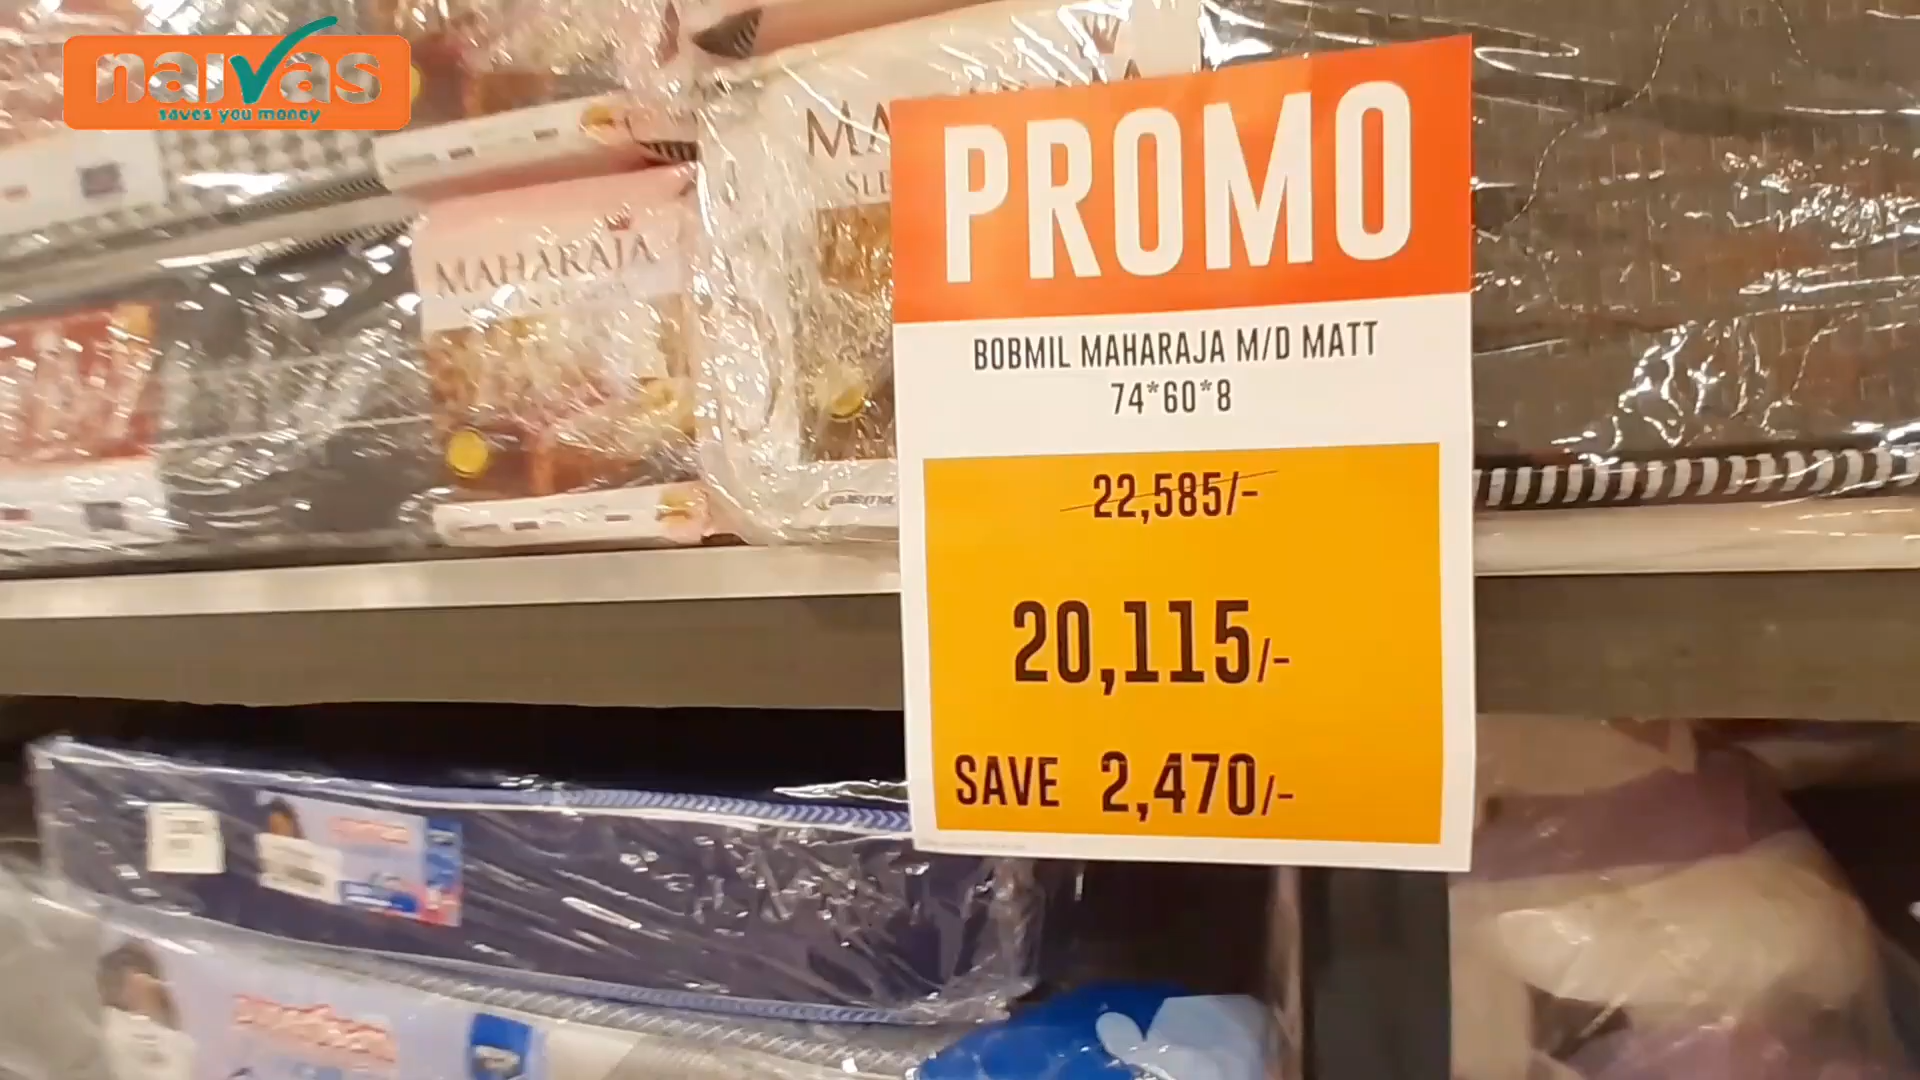 naivas
saves you money
MAHARAJA
MA
PROMO
BOBMIL MAHARAJA M/D MATT
74*60*8
22,585/-
20,115/-
SAVE 2,470/-